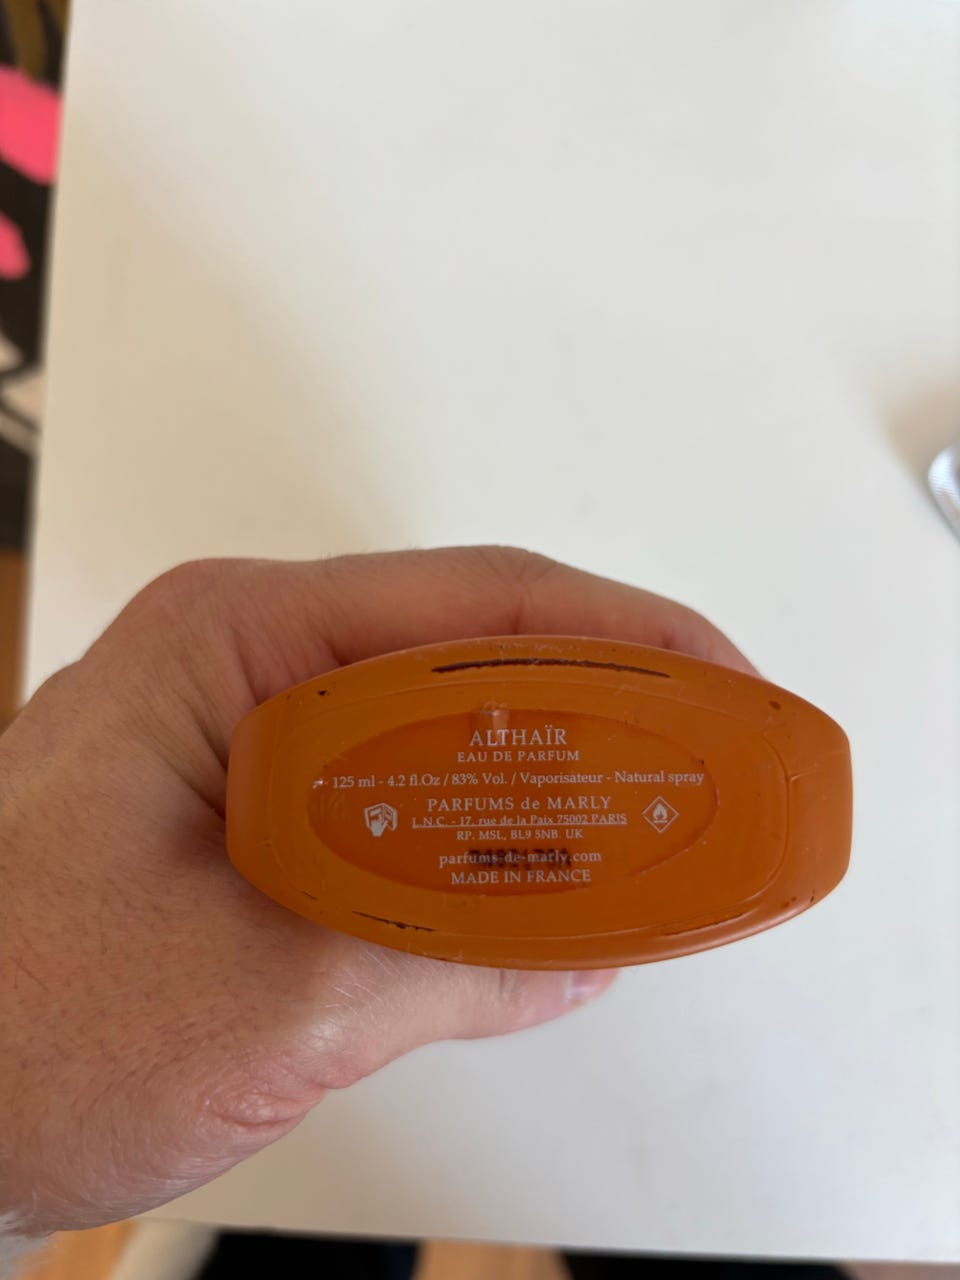 ALTHAÏR
EAU DE PARFUM
125 ml - 4.2 fl.Oz / 83% Vol. / Vaporisateur - Natural spray
PARFUMS de MARLY
L.N.C. - 17, rue de la Paix 75002 PARIS
RP. MSL, BL9 5NB. UK
parfums-de-marly.com
MADE IN FRANCE